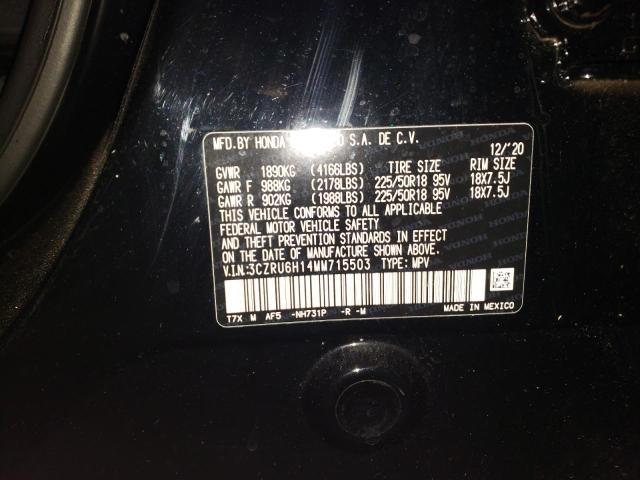 MFD.BY HONDA O S.A. DE C.V. 12/'20
GVWR 1890KG (4166LBS) TIRE SIZE RIM SIZE
GAWR F 988KG (2178LBS) 225/50R18 95V 18X7.5J
GAWR R 902KG (1988LBS) 225/50R18 95V 18X7.5J
THIS VEHICLE CONFORMS TO ALL APPLICABLE
FEDERAL MOTOR VEHICLE SAFETY
AND THEFT PREVENTION STANDARDS IN EFFECT
ON THE DATE OF MANUFACTURE SHOWN ABOVE.
V.I.N:3CZRU6H14MM715503 TYPE: MPV
T7X M AF5 -NH731P -R -M MADE IN MEXICO